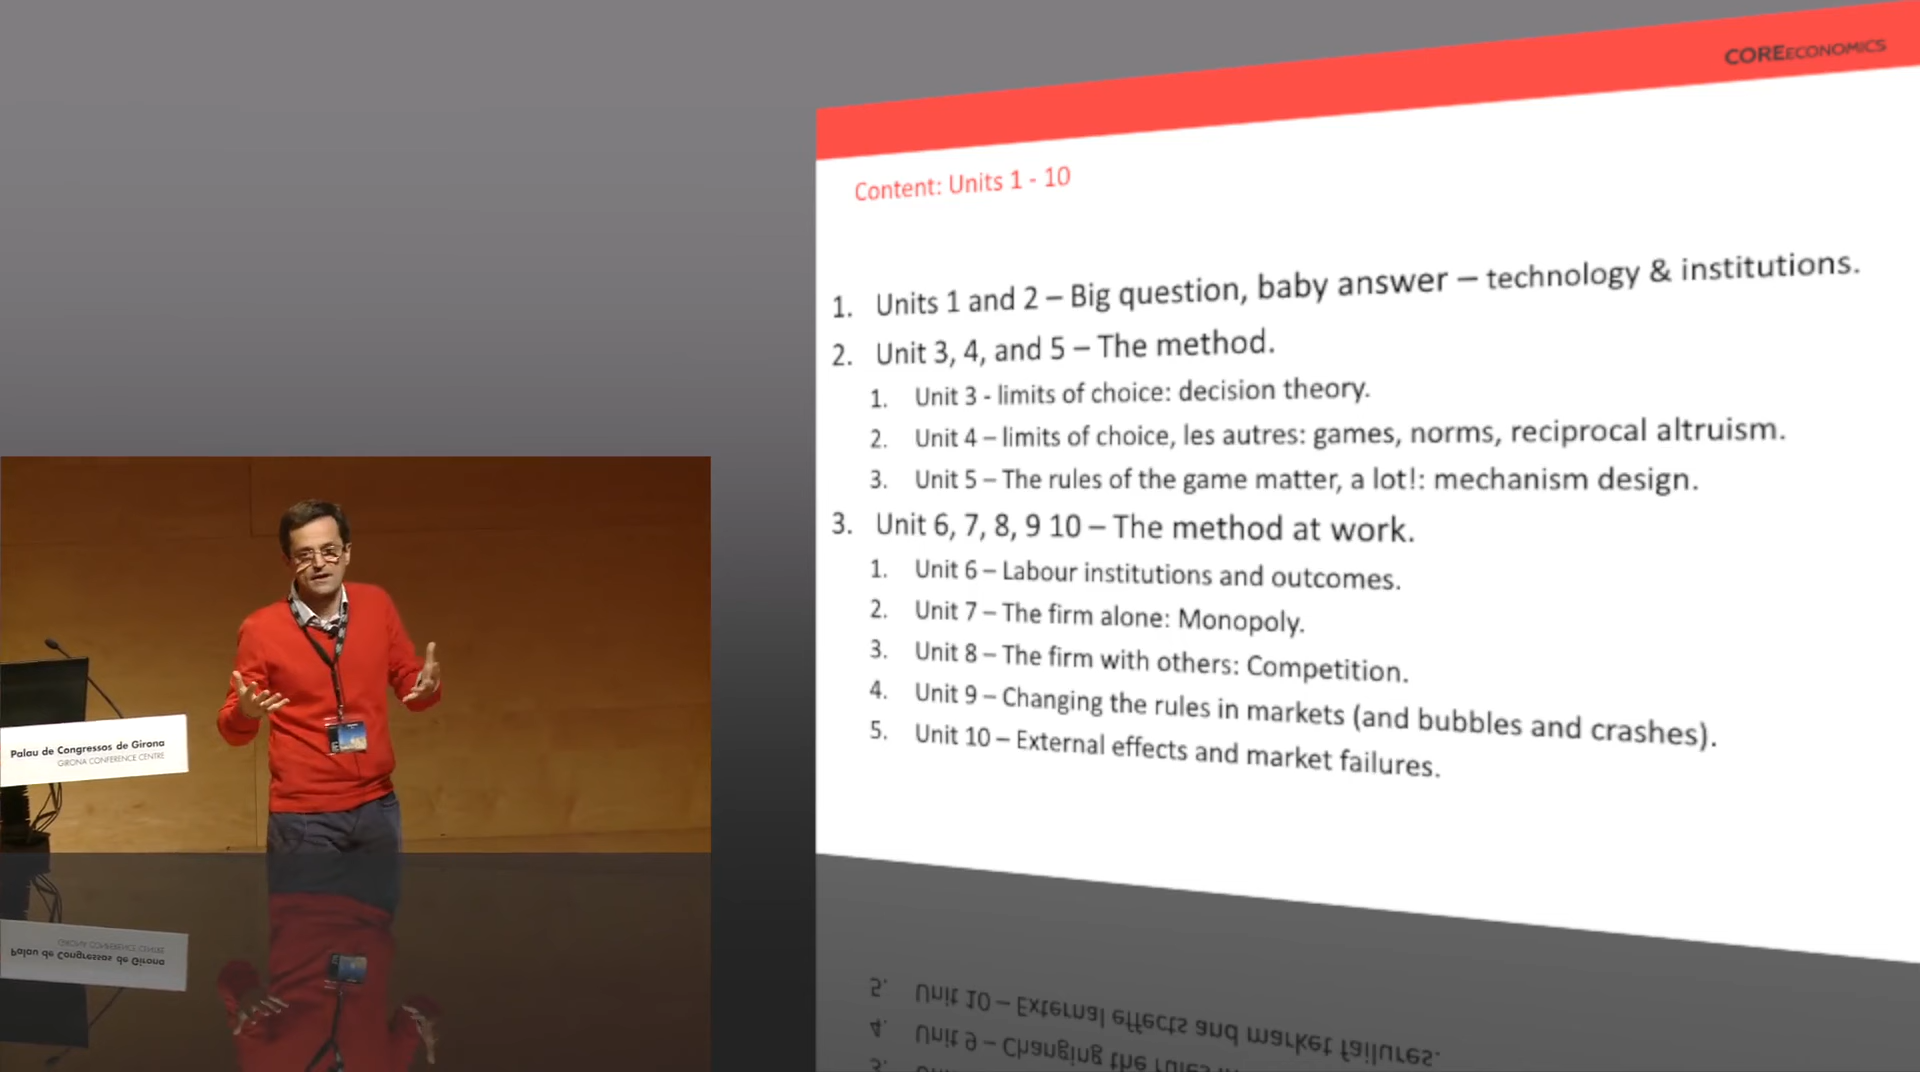 COREECONOMICS
Content: Units 1 - 10
1. Units 1 and 2 – Big question, baby answer – technology & institutions.
2. Unit 3, 4, and 5 – The method.
1. Unit 3 - limits of choice: decision theory.
2. Unit 4 – limits of choice, les autres: games, norms, reciprocal altruism.
3. Unit 5 – The rules of the game matter, a lot!: mechanism design.
3. Unit 6, 7, 8, 9 10 – The method at work.
1. Unit 6 – Labour institutions and outcomes.
2. Unit 7 – The firm alone: Monopoly.
3. Unit 8 – The firm with others: Competition.
4. Unit 9 – Changing the rules in markets (and bubbles and crashes).
5. Unit 10 – External effects and market failures.
Palau de Congressos de Girona
GIRONA CONFERENCE CENTRE